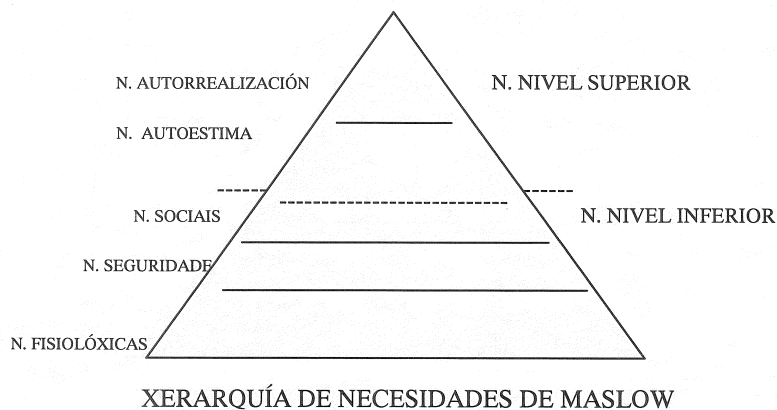 N. AUTORREALIZACIÓN
N. NIVEL SUPERIOR
N. AUTOESTIMA
N. SOCIAIS
N. NIVEL INFERIOR
N. SEGURIDADE
N. FISIOLÓXICAS
XERARQUÍA DE NECESIDADES DE MASLOW